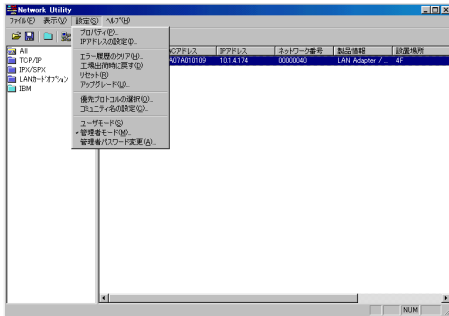 Network Utility
ファイル(F) 表示(V) 設定(S) ヘルプ(H)
プロパティ(P)...
IPアドレスの設定(I)...
エラー履歴のクリア(H)...
工場出荷時に戻す(D)
リセット(R)
アップグレード(U)...
優先プロトコルの選択(O)...
コミュニティ名の設定(C)...
ユーザモード(S)
管理者モード(M)...
管理者パスワード変更(A)...
All
TCP/IP
IPX/SPX
LANカードオプション
IBM
Cアドレス IPアドレス ネットワーク番号 製品情報 設置場所
A07A010109 10.1.4.174 00000040 LAN Adapter / ... 4F
NUM